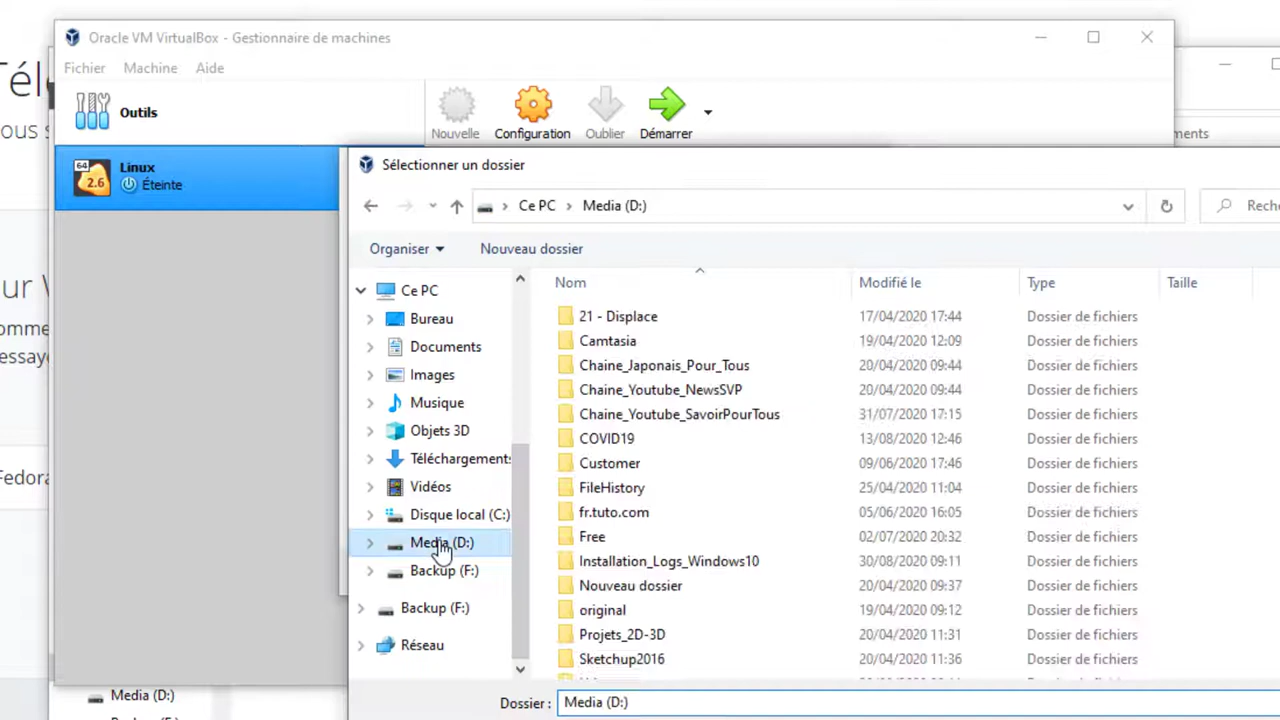 Oracle VM VirtualBox - Gestionnaire de machines
Fichier Machine Aide
Outils
Nouvelle Configuration Oublier Démarrer
64
2.6
Linux
Éteinte
Sélectionner un dossier
Ce PC > Media (D:)
Organiser Nouveau dossier
Ce PC
Bureau
Documents
Images
Musique
Objets 3D
Téléchargements
Vidéos
Disque local (C:)
Media (D:)
Backup (F:)
Backup (F:)
Réseau
Nom Modifié le Type Taille
21 - Displace 17/04/2020 17:44 Dossier de fichiers
Camtasia 19/04/2020 12:09 Dossier de fichiers
Chaine_Japonais_Pour_Tous 20/04/2020 09:44 Dossier de fichiers
Chaine_Youtube_NewsSVP 20/04/2020 09:44 Dossier de fichiers
Chaine_Youtube_SavoirPourTous 31/07/2020 17:15 Dossier de fichiers
COVID19 13/08/2020 12:46 Dossier de fichiers
Customer 09/06/2020 17:46 Dossier de fichiers
FileHistory 25/04/2020 11:04 Dossier de fichiers
fr.tuto.com 05/06/2020 16:05 Dossier de fichiers
Free 02/07/2020 20:32 Dossier de fichiers
Installation_Logs_Windows10 30/08/2020 09:11 Dossier de fichiers
Nouveau dossier 20/04/2020 09:37 Dossier de fichiers
original 19/04/2020 09:12 Dossier de fichiers
Projets_2D-3D 20/04/2020 11:31 Dossier de fichiers
Sketchup2016 20/04/2020 11:36 Dossier de fichiers
Dossier : Media (D:)
Media (D:)